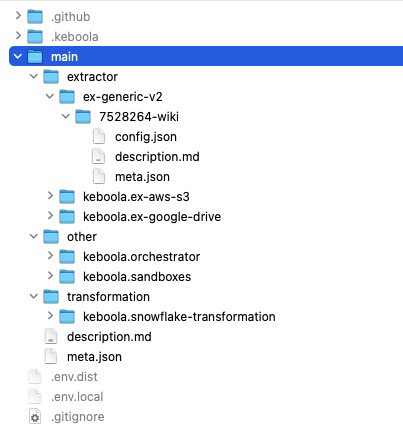 .github
.keboola
main
extractor
ex-generic-v2
7528264-wiki
config.json
description.md
meta.json
keboola.ex-aws-s3
keboola.ex-google-drive
other
keboola.orchestrator
keboola.sandboxes
transformation
keboola.snowflake-transformation
description.md
meta.json
.env.dist
.env.local
.gitignore